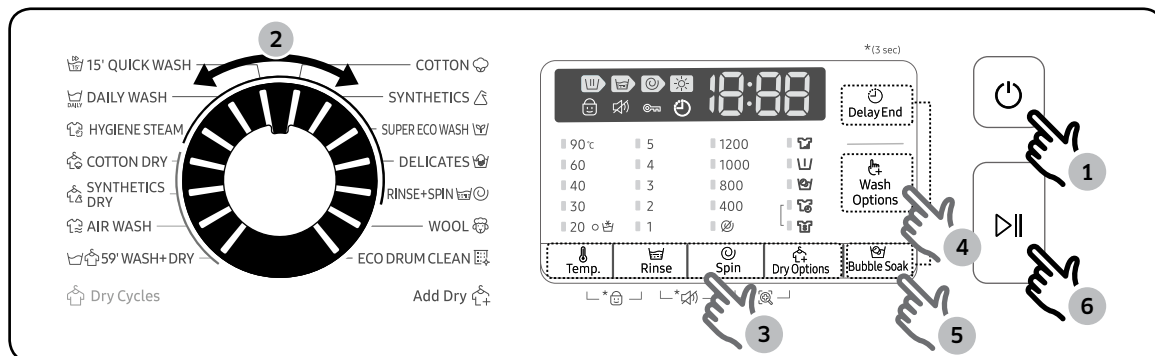 2
15' QUICK WASH
DAILY WASH
HYGIENE STEAM
COTTON DRY
SYNTHETICS
DRY
AIR WASH
59' WASH+DRY
Dry Cycles
COTTON
SYNTHETICS
SUPER ECO WASH
DELICATES
RINSE+SPIN
WOOL
ECO DRUM CLEAN
Add Dry
*(3 sec)
18:88
Delay End
90℃ 5 1200
60 4 1000
40 3 800
30 2 400
20 1
Wash
Options
Temp. Rinse Spin Dry Options Bubble Soak
* *
1
3
4
5
6